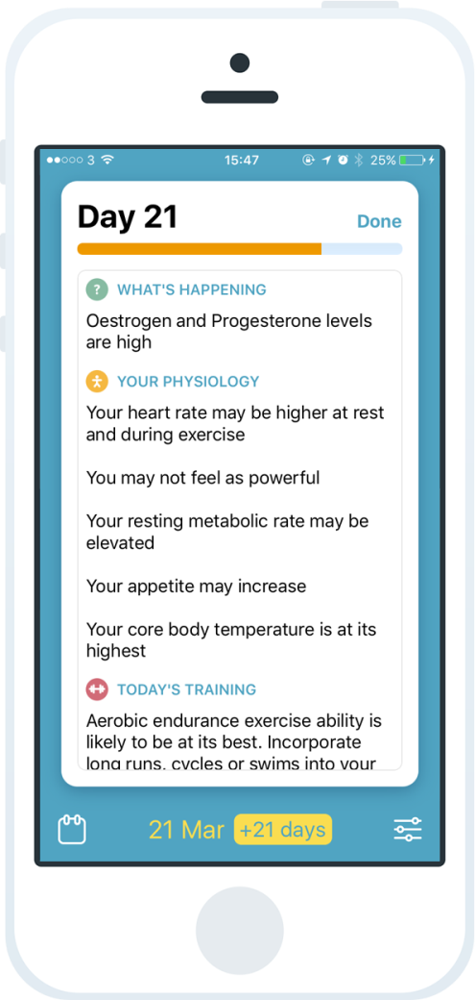 3 15:47 25%
Day 21
Done
? WHAT'S HAPPENING
Oestrogen and Progesterone levels
are high
YOUR PHYSIOLOGY
Your heart rate may be higher at rest
and during exercise
You may not feel as powerful
Your resting metabolic rate may be
elevated
Your appetite may increase
Your core body temperature is at its
highest
TODAY'S TRAINING
Aerobic endurance exercise ability is
likely to be at its best. Incorporate
long runs, cycles or swims into your
21 Mar +21 days